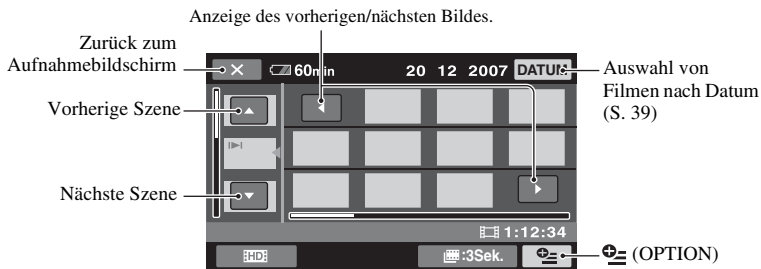 Anzeige des vorherigen/nächsten Bildes.
Zurück zum
Aufnahmebildschirm
60min 20 12 2007 DATUM
Auswahl von
Filmen nach Datum
(S. 39)
Vorherige Szene
Nächste Szene
1:12:34
HD :3Sek. (OPTION)